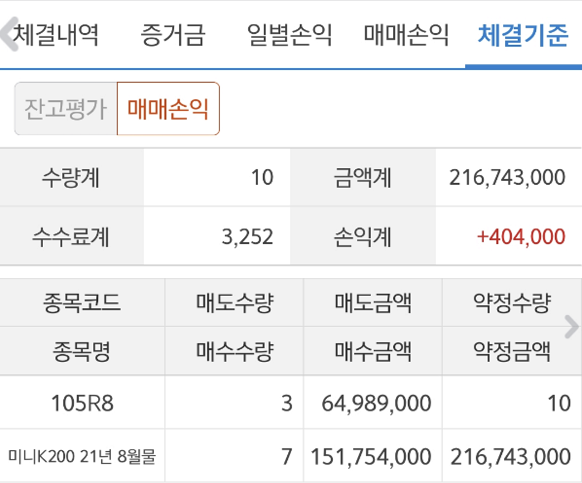 체결내역 증거금 일별손익 매매손익 체결기준
잔고평가 매매손익
수량계 10 금액계 216,743,000
수수료계 3,252 손익계 +404,000
종목코드 매도수량 매도금액 약정수량
종목명 매수수량 매수금액 약정금액
105R8 3 64,989,000 10
미니K200 21년 8월물 7 151,754,000 216,743,000